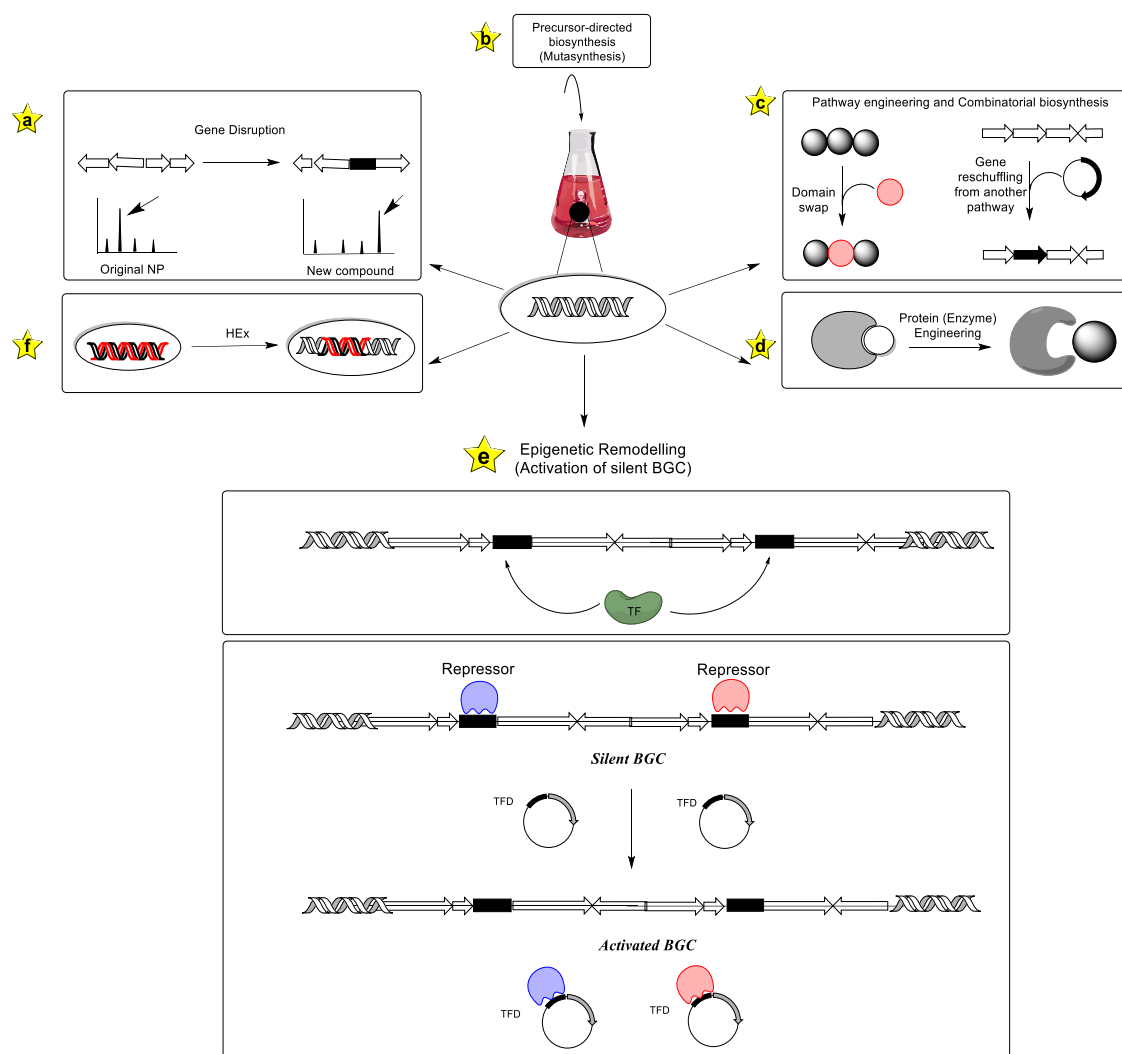 b
Precursor-directed
biosynthesis
(Mutasynthesis)
a
Gene Disruption
Original NP
New compound
c
Pathway engineering and Combinatorial biosynthesis
Domain
swap
Gene
reschuffling
from another
pathway
f
HEx
d
Protein (Enzyme)
Engineering
e
Epigenetic Remodelling
(Activation of silent BGC)
TF
Repressor
Repressor
Silent BGC
TFD
TFD
Activated BGC
TFD
TFD